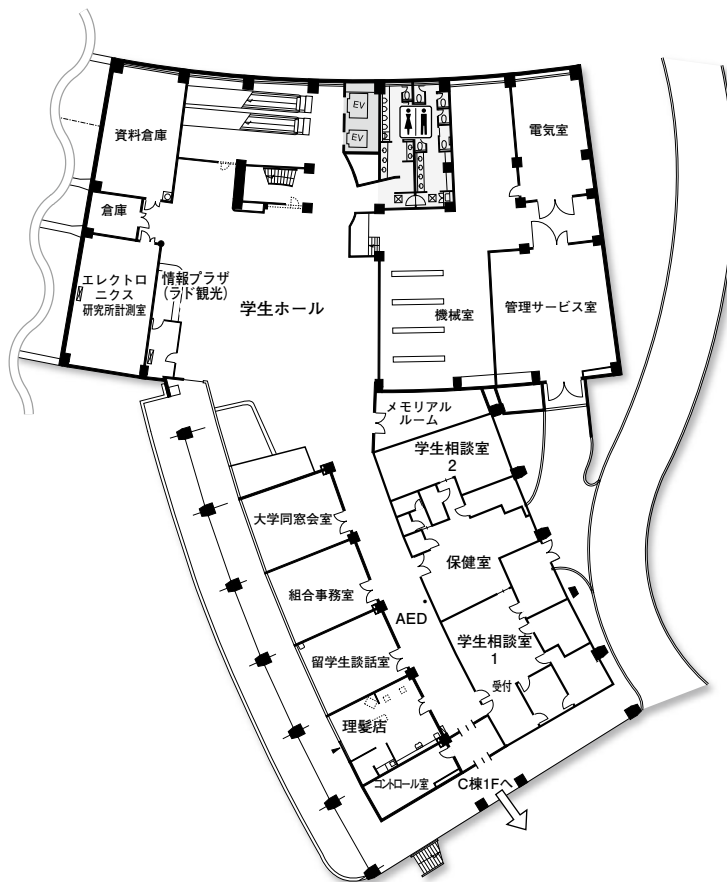 EV
EV
資料倉庫
電気室
倉庫
エレクトロ
ニクス
研究所計測室
情報プラザ
(ラド観光)
学生ホール
機械室
管理サービス室
メモリアル
ルーム
学生相談室
2
大学同窓会室
保健室
組合事務室
AED
学生相談室
1
留学生談話室
受付
理髪店
コントロール室
C棟1Fへ